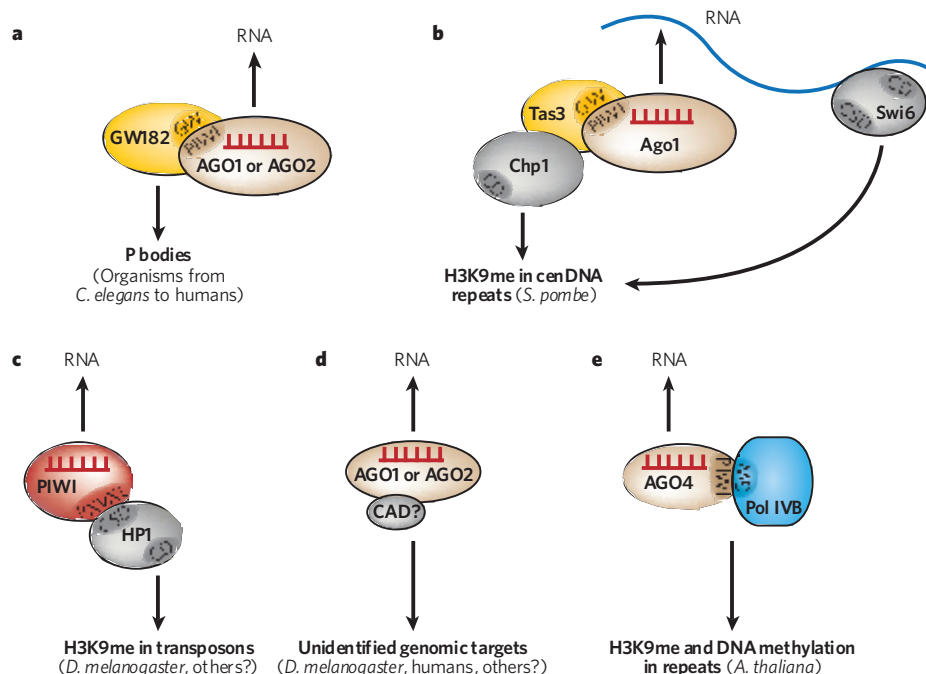 a
RNA
GW182
GW
PIWI
AGO1 or AGO2
P bodies
(Organisms from
C. elegans to humans)
b
RNA
Tas3
GW
PIWI
Ago1
Chp1
CD
Swi6
CD
CSD
H3K9me in cenDNA
repeats (S. pombe)
c
RNA
PIWI
HP1
CSD
CD
H3K9me in transposons
(D. melanogaster, others?)
d
RNA
AGO1 or AGO2
CAD?
Unidentified genomic targets
(D. melanogaster, humans, others?)
e
RNA
AGO4
Pol IVB
H3K9me and DNA methylation
in repeats (A. thaliana)